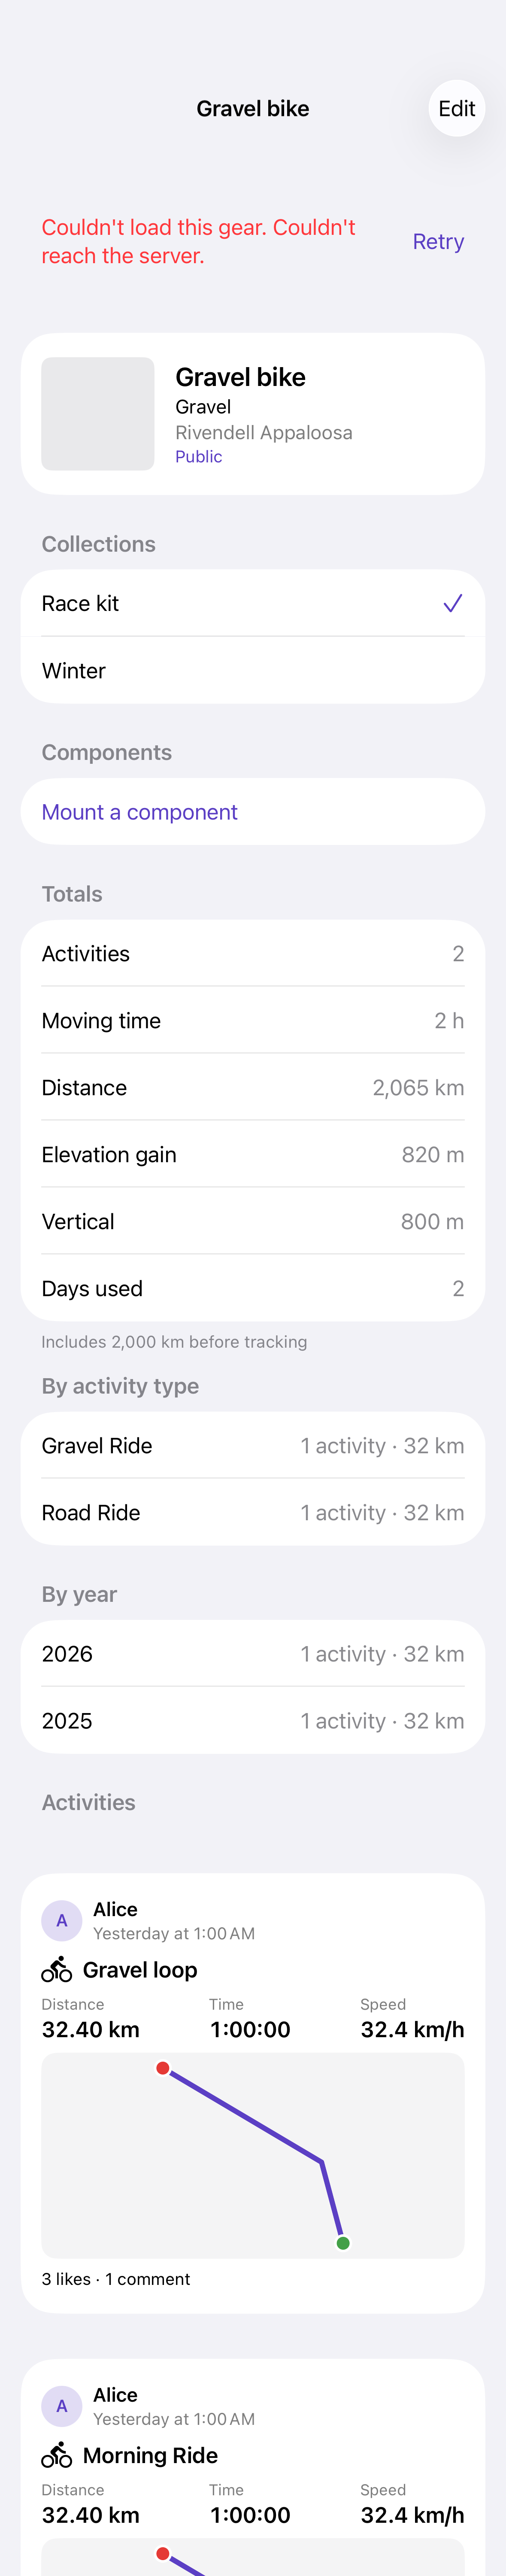 Gravel bike
Edit
Couldn't load this gear. Couldn't
reach the server.
Retry
Gravel bike
Gravel
Rivendell Appaloosa
Public
Collections
Race kit
Winter
Components
Mount a component
Totals
Activities 2
Moving time 2 h
Distance 2,065 km
Elevation gain 820 m
Vertical 800 m
Days used 2
Includes 2,000 km before tracking
By activity type
Gravel Ride 1 activity · 32 km
Road Ride 1 activity · 32 km
By year
2026 1 activity · 32 km
2025 1 activity · 32 km
Activities
A
Alice
Yesterday at 1:00 AM
Gravel loop
Distance Time Speed
32.40 km 1:00:00 32.4 km/h
3 likes · 1 comment
A
Alice
Yesterday at 1:00 AM
Morning Ride
Distance Time Speed
32.40 km 1:00:00 32.4 km/h